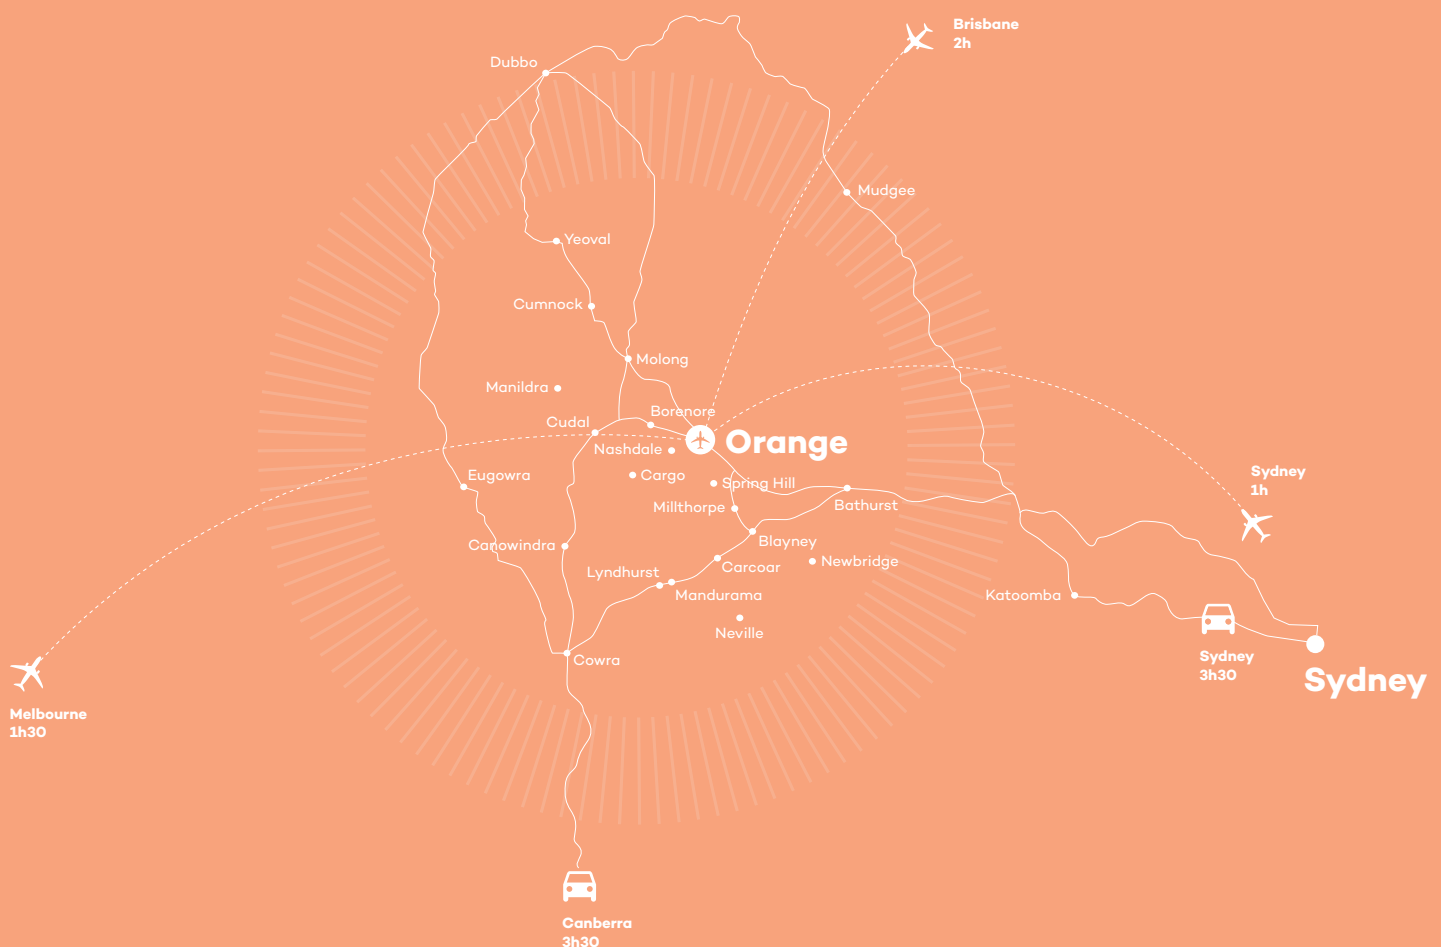 Brisbane
2h
Dubbo
Mudgee
Yeoval
Cumnock
Molong
Manildra
Borenore
Cudal
Orange
Nashdale
Cargo
Eugowra
Spring Hill
Sydney
1h
Millthorpe
Bathurst
Canowindra
Blayney
Newbridge
Carcoar
Lyndhurst
Mandurama
Katoomba
Neville
Cowra
Sydney
3h30
Sydney
Melbourne
1h30
Canberra
3h30